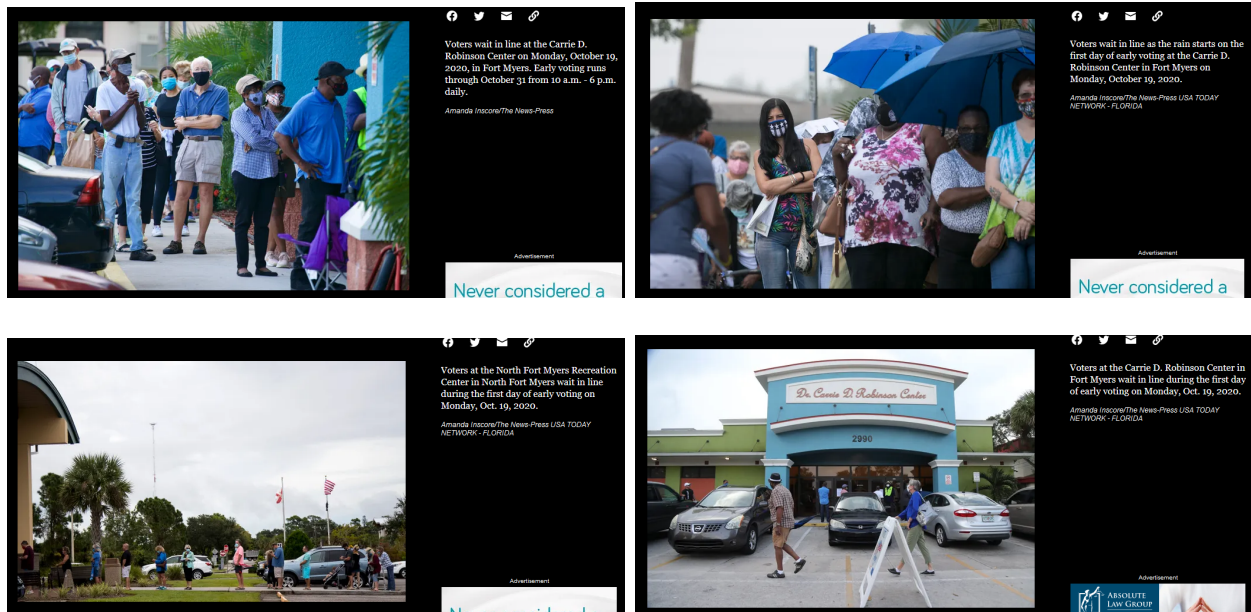 Voters wait in line at the Carrie D.
Robinson Center on Monday, October 19,
2020, in Fort Myers. Early voting runs
through October 31 from 10 a.m. - 6 p.m.
daily.
Amanda Inscore/The News-Press
Advertisement
Never considered a
Voters wait in line as the rain starts on the
first day of early voting at the Carrie D.
Robinson Center in Fort Myers on
Monday, October 19, 2020.
Amanda Inscore/The News-Press USA TODAY
NETWORK - FLORIDA
Advertisement
Never considered a
Voters at the North Fort Myers Recreation
Center in North Fort Myers wait in line
during the first day of early voting on
Monday, Oct. 19, 2020.
Amanda Inscore/The News-Press USA TODAY
NETWORK - FLORIDA
Advertisement
Dr. Carrie D. Robinson Center
2990
Voters at the Carrie D. Robinson Center in
Fort Myers wait in line during the first day
of early voting on Monday, Oct. 19, 2020.
Amanda Inscore/The News-Press USA TODAY
NETWORK - FLORIDA
Advertisement
ABSOLUTE
LAW GROUP